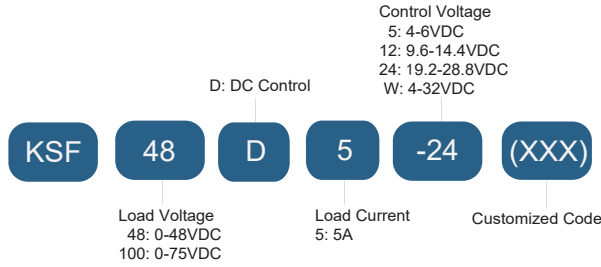 Control Voltage
5: 4-6VDC
12: 9.6-14.4VDC
24: 19.2-28.8VDC
W: 4-32VDC
D: DC Control
KSF 48 D 5 -24 (XXX)
Load Voltage
48: 0-48VDC
100: 0-75VDC
Load Current
5: 5A
Customized Code